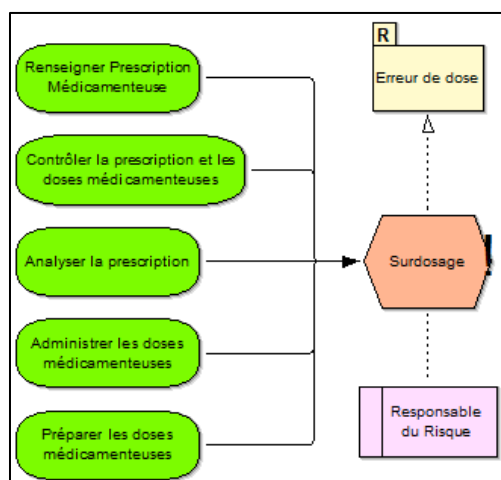 Renseigner Prescription
Médicamenteuse
Contrôler la prescription et les
doses médicamenteuses
Analyser la prescription
Administrer les doses
médicamenteuses
Préparer les doses
médicamenteuses
R
Erreur de dose
Surdosage
!
Responsable
du Risque